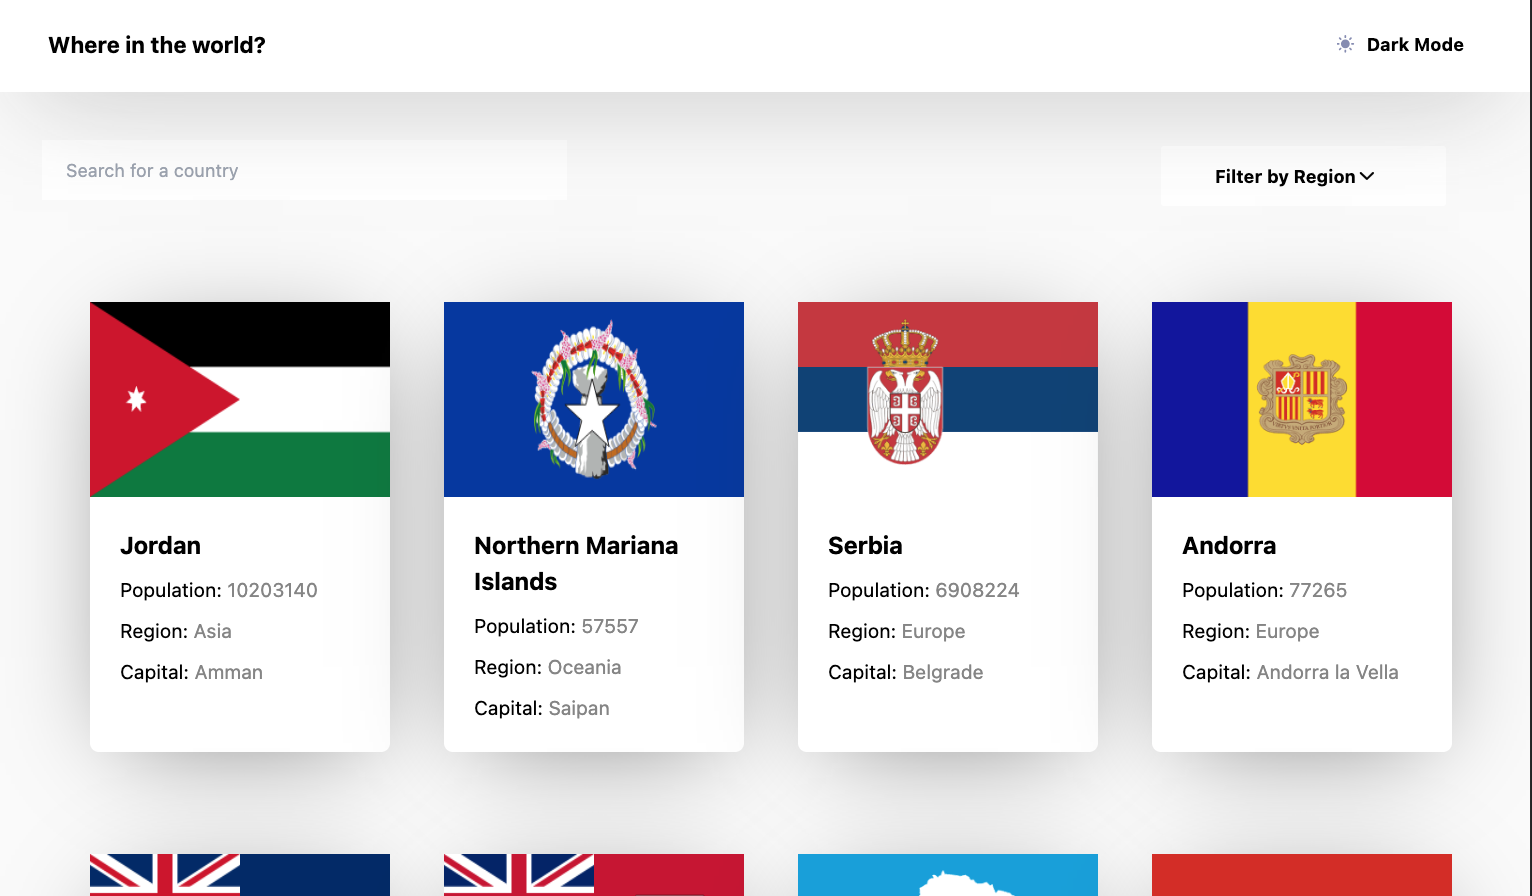 Where in the world?
Dark Mode
Search for a country
Filter by Region
Jordan
Population: 10203140
Region: Asia
Capital: Amman
Northern Mariana
Islands
Population: 57557
Region: Oceania
Capital: Saipan
Serbia
Population: 6908224
Region: Europe
Capital: Belgrade
Andorra
Population: 77265
Region: Europe
Capital: Andorra la Vella